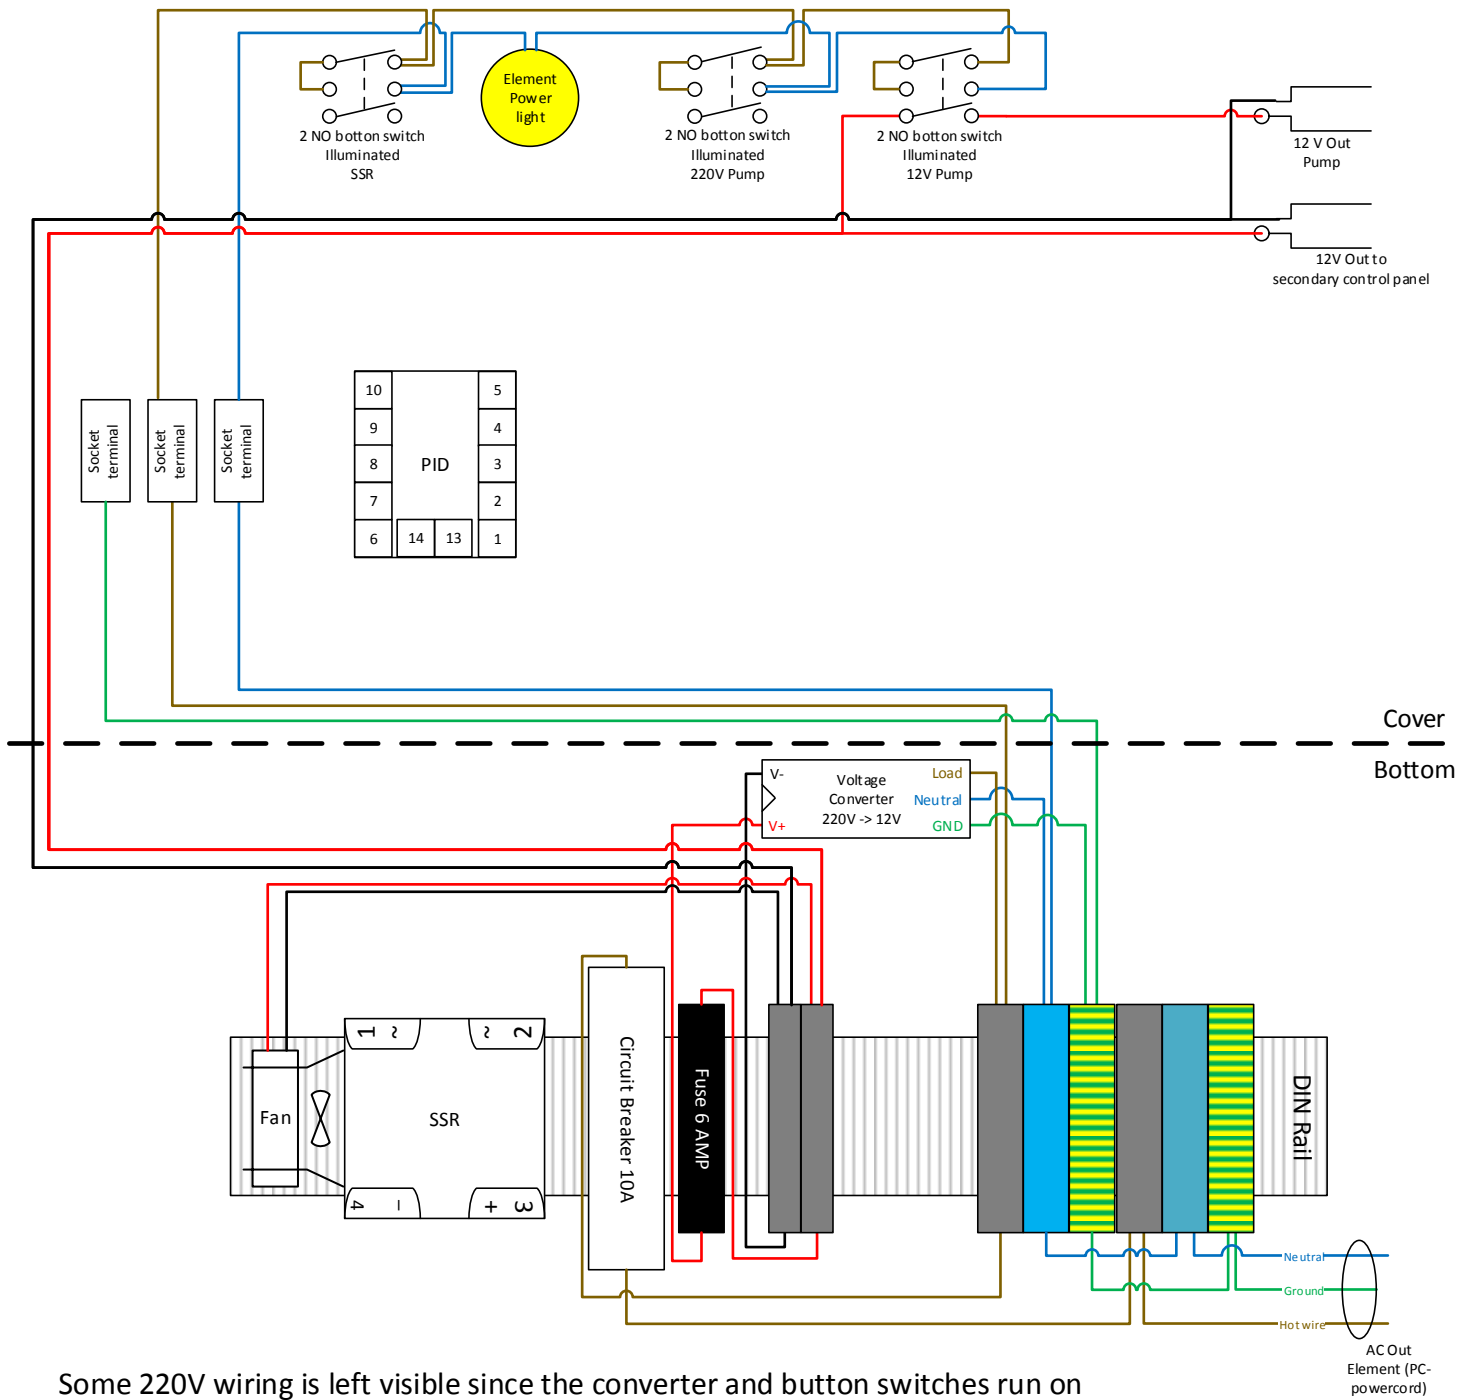 Element
Power
light
2 NO botton switch
Illuminated
SSR
2 NO botton switch
Illuminated
220V Pump
2 NO botton switch
Illuminated
12V Pump
12 V Out
Pump
12V Out to
secondary control panel
Socket
terminal
Socket
terminal
Socket
terminal
10
9
8
7
6
PID
14
13
5
4
3
2
1
Cover
Bottom
V-
V+
Voltage
Converter
220V -> 12V
Load
Neutral
GND
Fan
1
~
~
2
SSR
4
–
+
3
Circuit Breaker 10A
Fuse 6 AMP
DIN Rail
Neutral
Ground
Hot wire
AC Out
Element (PC-
powercord)
Some 220V wiring is left visible since the converter and button switches run on